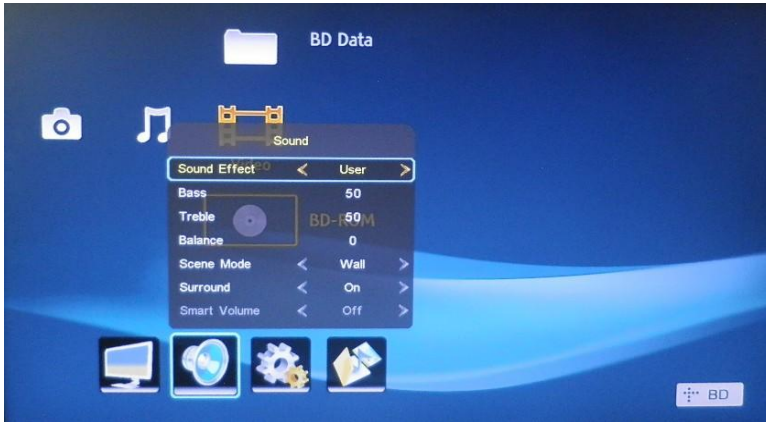 BD Data
Sound
Video
Sound Effect < User >
Bass 50
Treble 50
BD-ROM
Balance 0
Scene Mode < Wall >
Surround < On >
Smart Volume < Off >
BD